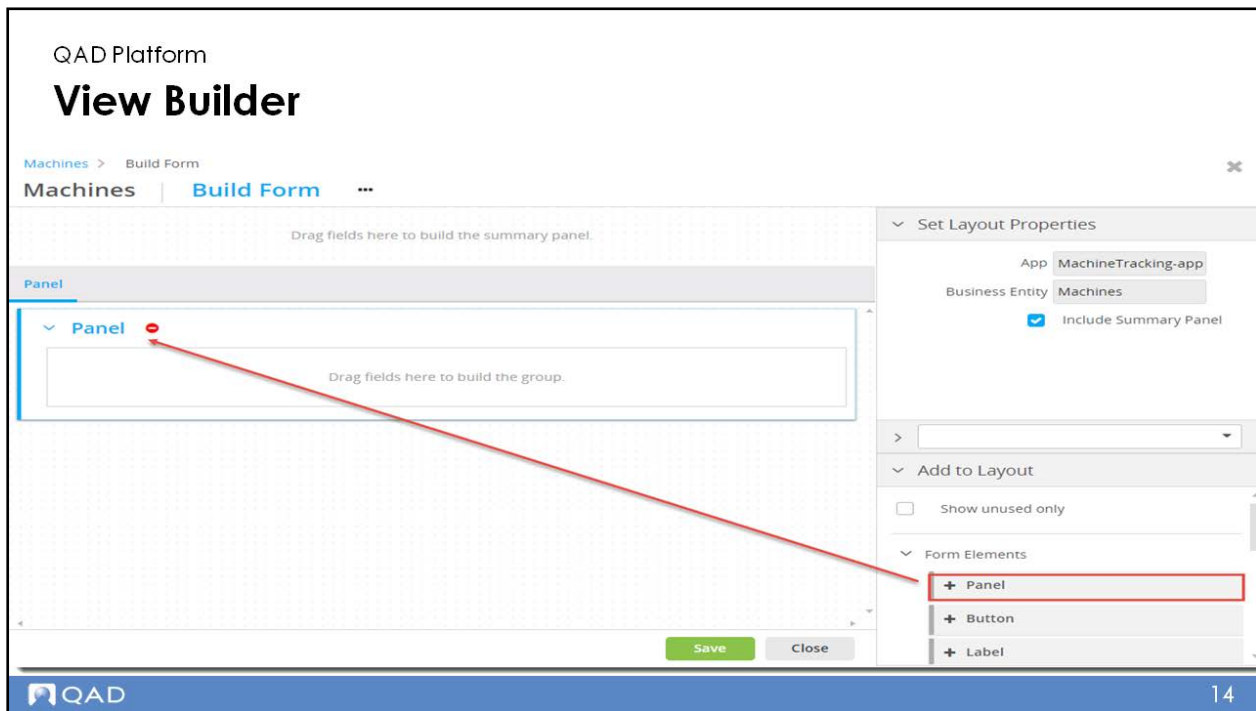 QAD Platform
View Builder
Machines > Build Form
Machines | Build Form ...
Drag fields here to build the summary panel.
Panel
Panel
Drag fields here to build the group.
Save Close
Set Layout Properties
App MachineTracking-app
Business Entity Machines
Include Summary Panel
Add to Layout
Show unused only
Form Elements
+ Panel
+ Button
+ Label
QAD 14